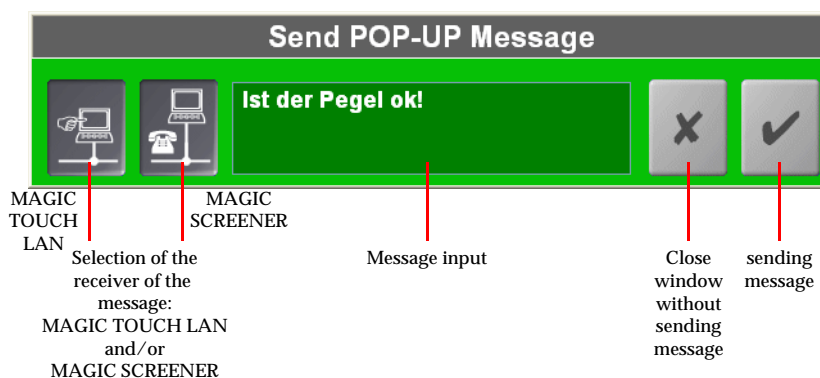 Send POP-UP Message
Ist der Pegel ok!
MAGIC
TOUCH
LAN
MAGIC
SCREENER
Selection of the
receiver of the
message:
MAGIC TOUCH LAN
and/or
MAGIC SCREENER
Message input
Close
window
without
sending
message
sending
message